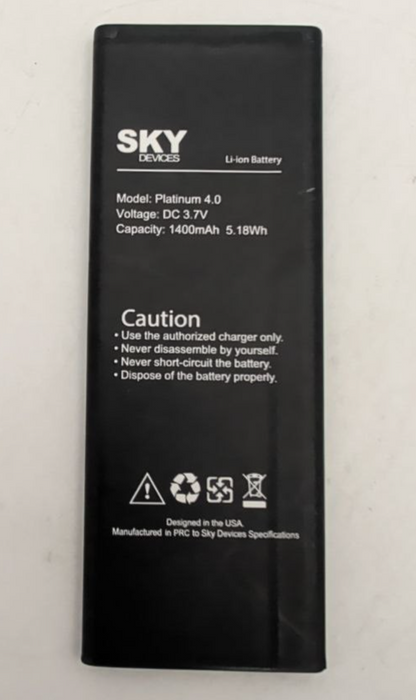 SKY
DEVICES
Li-ion Battery
Model: Platinum 4.0
Voltage: DC 3.7V
Capacity: 1400mAh 5.18Wh
Caution
• Use the authorized charger only.
• Never disassemble by yourself.
• Never short-circuit the battery.
• Dispose of the battery properly.
Designed in the USA
Manufactured in PRC to Sky Devices Specifications